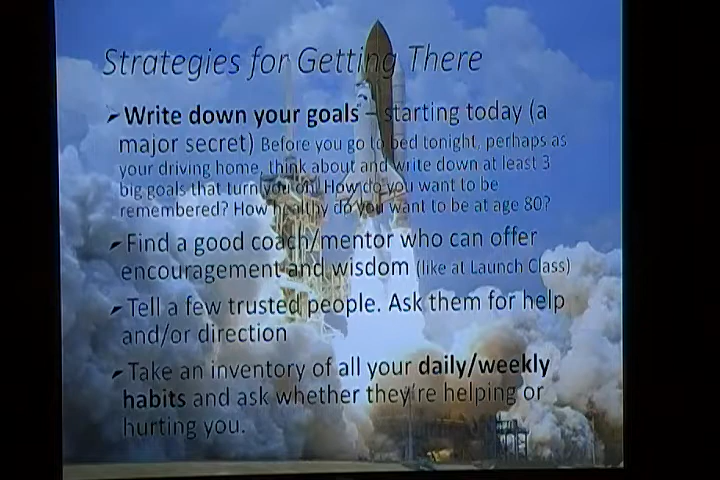 Strategies for Getting There
Write down your goals – starting today (a
major secret) Before you go to bed tonight, perhaps as
your driving home, think about and write down at least 3
big goals that turn you on! How do you want to be
remembered? How healthy do you want to be at age 80?
Find a good coach/mentor who can offer
encouragement and wisdom (like at Launch Class)
Tell a few trusted people. Ask them for help
and/or direction
Take an inventory of all your daily/weekly
habits and ask whether they're helping or
hurting you.